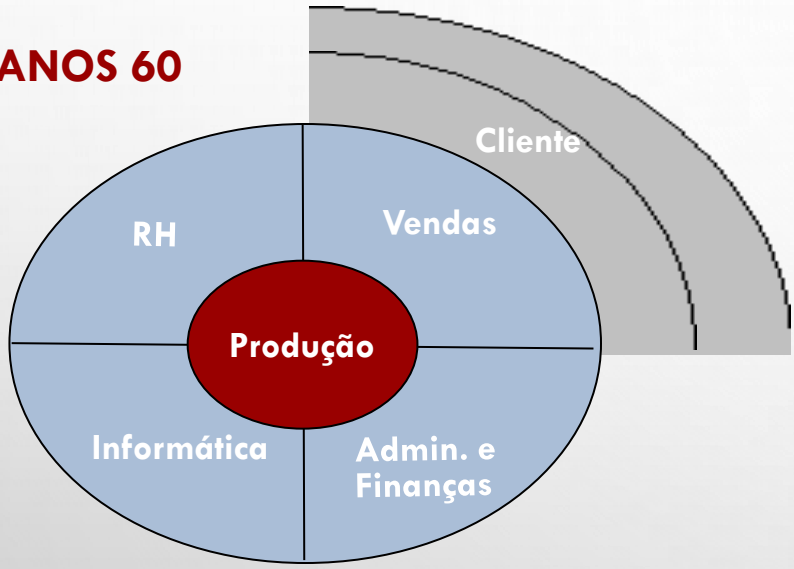 ANOS 60
Cliente
RH
Vendas
Produção
Informática
Admin. e
Finanças